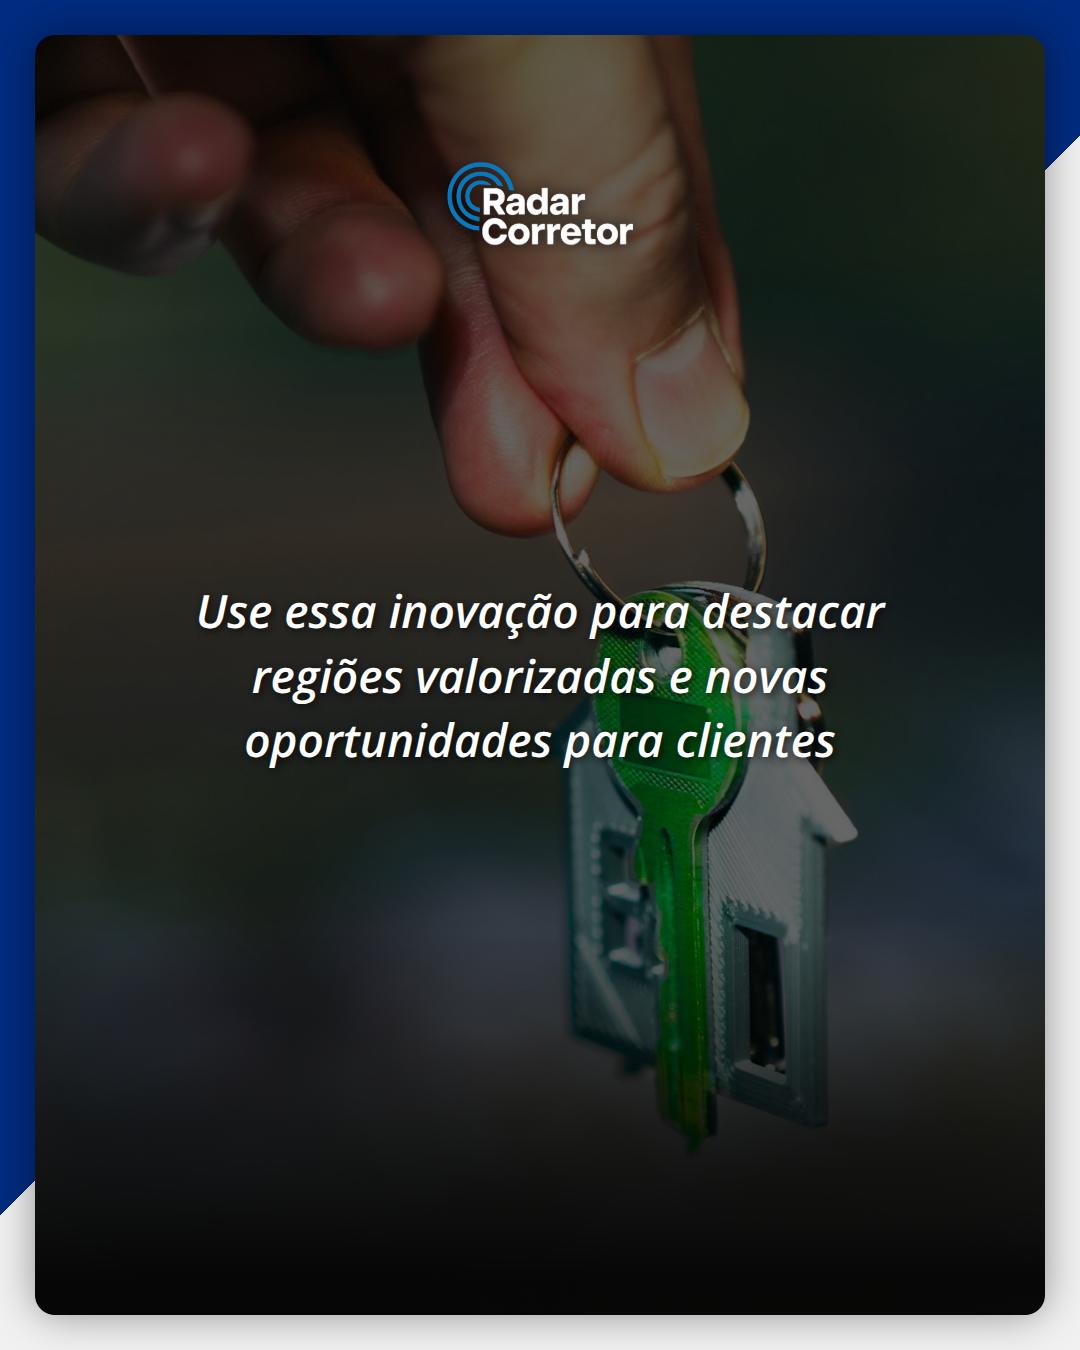 Radar
Corretor
Use essa inovação para destacar
regiões valorizadas e novas
oportunidades para clientes